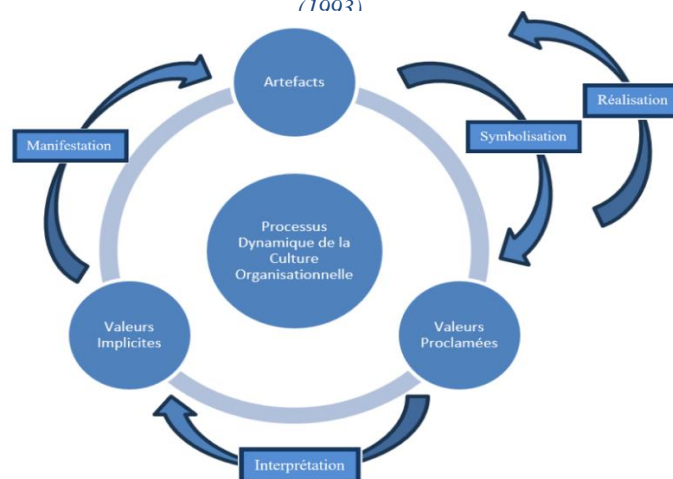 (1993)
Artefacts
Réalisation
Symbolisation
Manifestation
Processus
Dynamique de la
Culture
Organisationnelle
Valeurs
Implicites
Valeurs
Proclamées
Interprétation